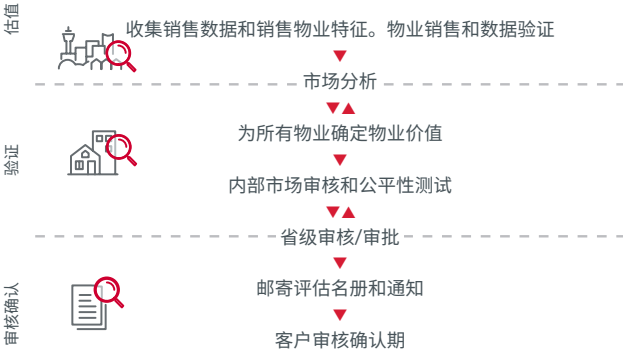 估值
收集销售数据和销售物业特征。物业销售和数据验证
市场分析
验证
为所有物业确定物业价值
内部市场审核和公平性测试
省级审核/审批
审核确认
邮寄评估名册和通知
客户审核确认期